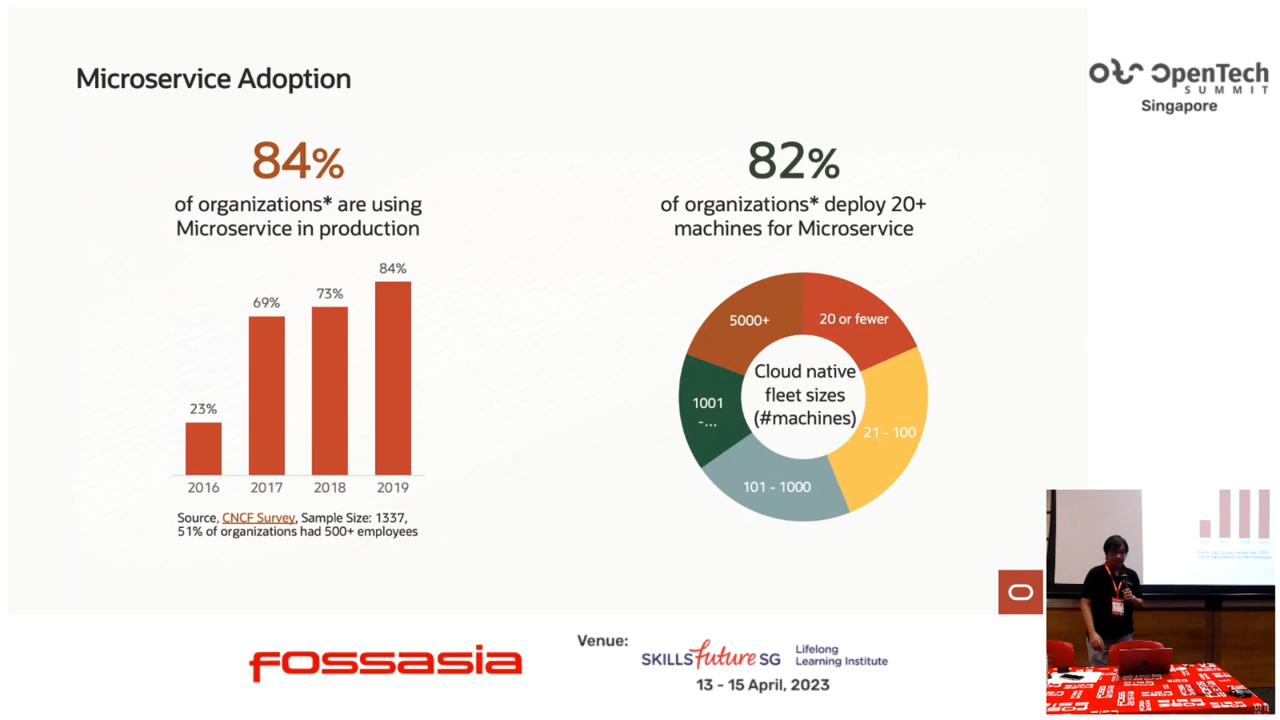 Microservice Adoption
84%
of organizations* are using
Microservice in production
84%
73%
69%
23%
2016
2017
2018
2019
Source, CNCF Survey, Sample Size: 1337,
51% of organizations had 500+ employees
82%
of organizations* deploy 20+
machines for Microservice
5000+
20 or fewer
1001
-...
Cloud native
fleet sizes
(#machines)
21 - 100
101 - 1000
OpenTech
SUMMIT
Singapore
FOSSASIA
Venue:
SKILLSfuture SG
Lifelong
Learning Institute
13 - 15 April, 2023